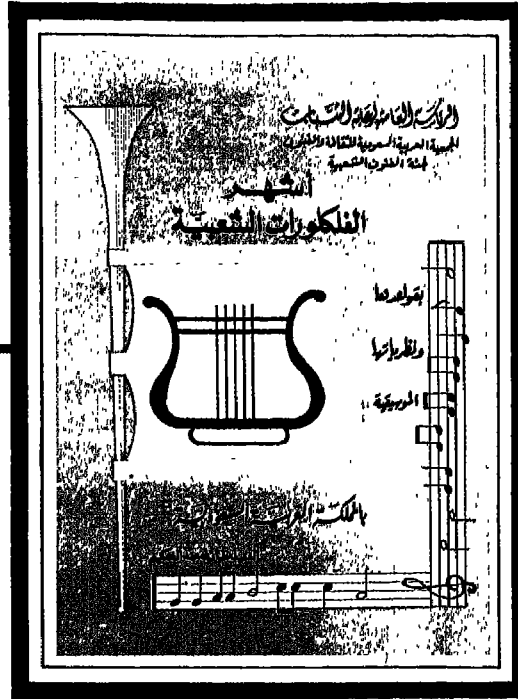 الرئاسة العامة لرعاية الشباب
الجمعية العربية السعودية للثقافة والفنون
لجنة الفنون الشعبية
أشهر
الفلكلورات الشعبية
بقواعدها
ونظرياتها
الموسيقية
بالمملكة العربية السعودية